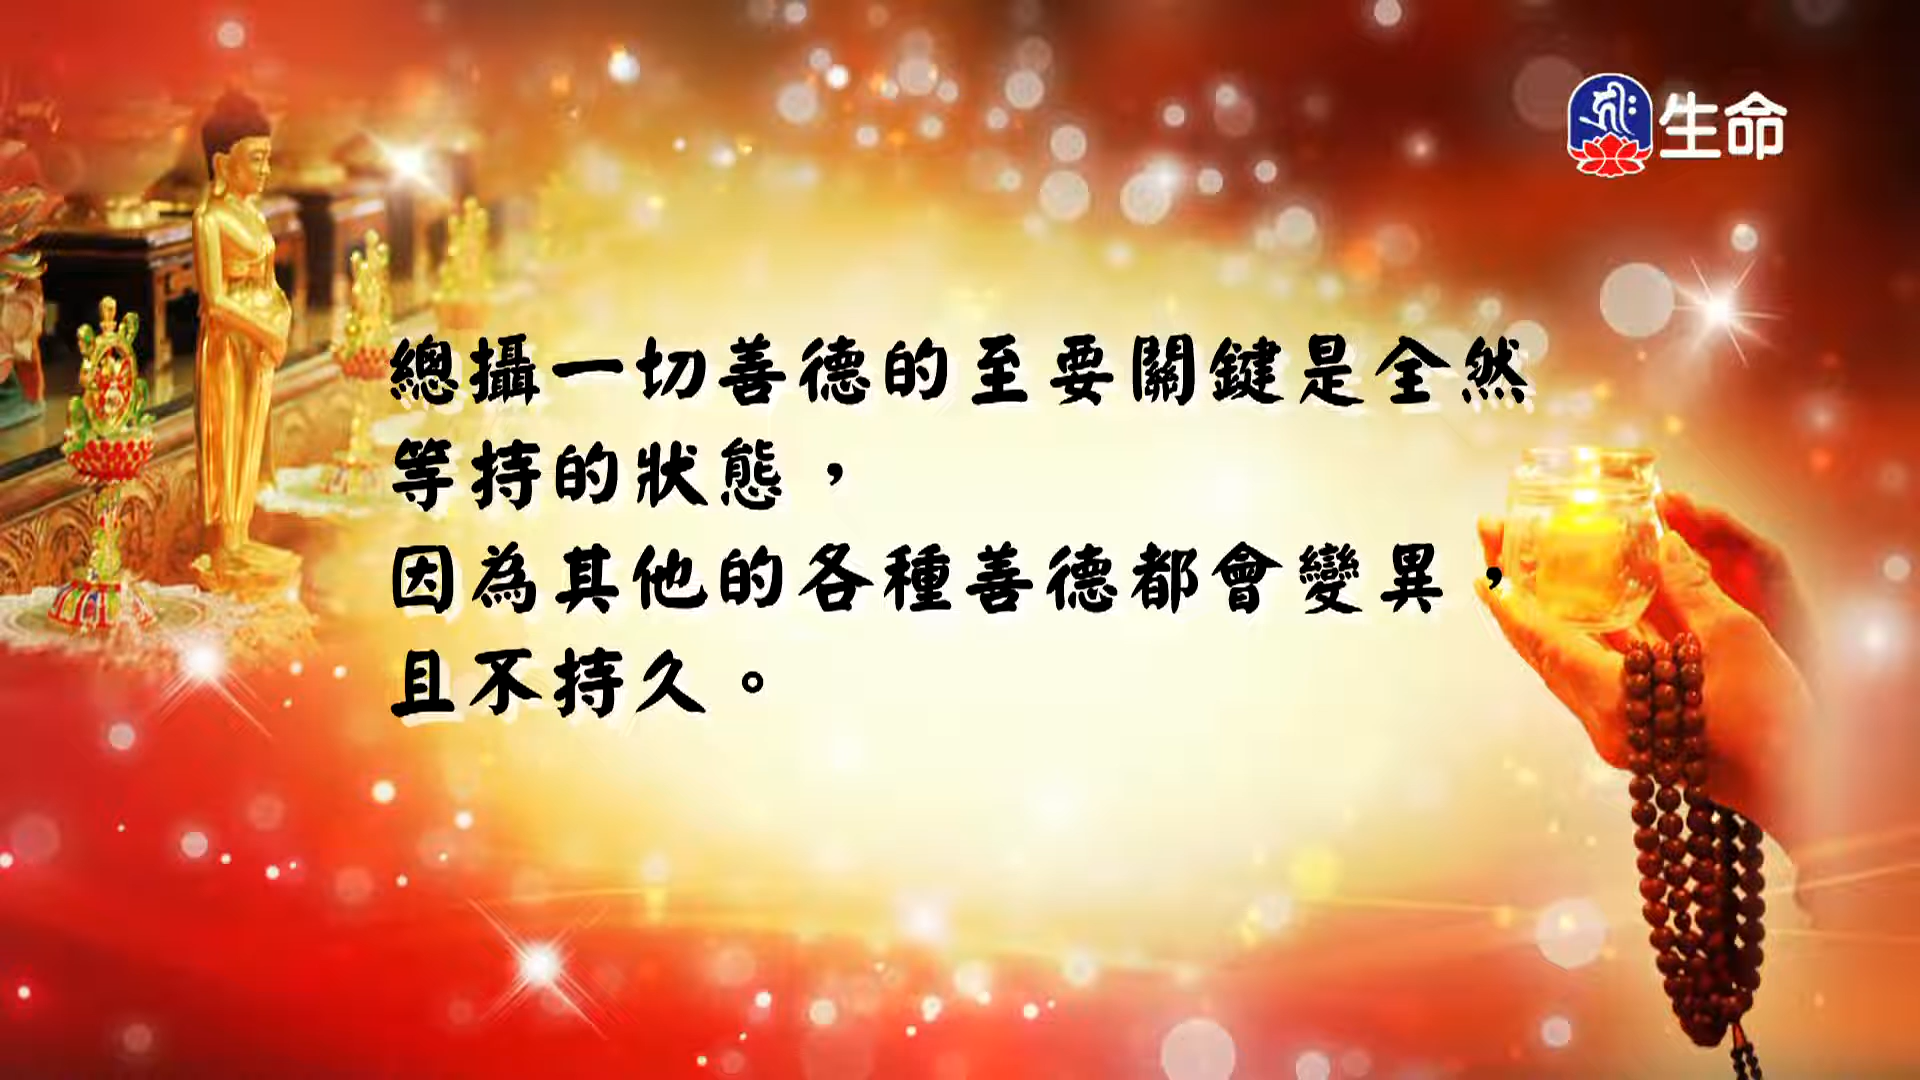 生命
總攝一切善德的至要關鍵是全然
等持的狀態，
因為其他的各種善德都會變異，
且不持久。